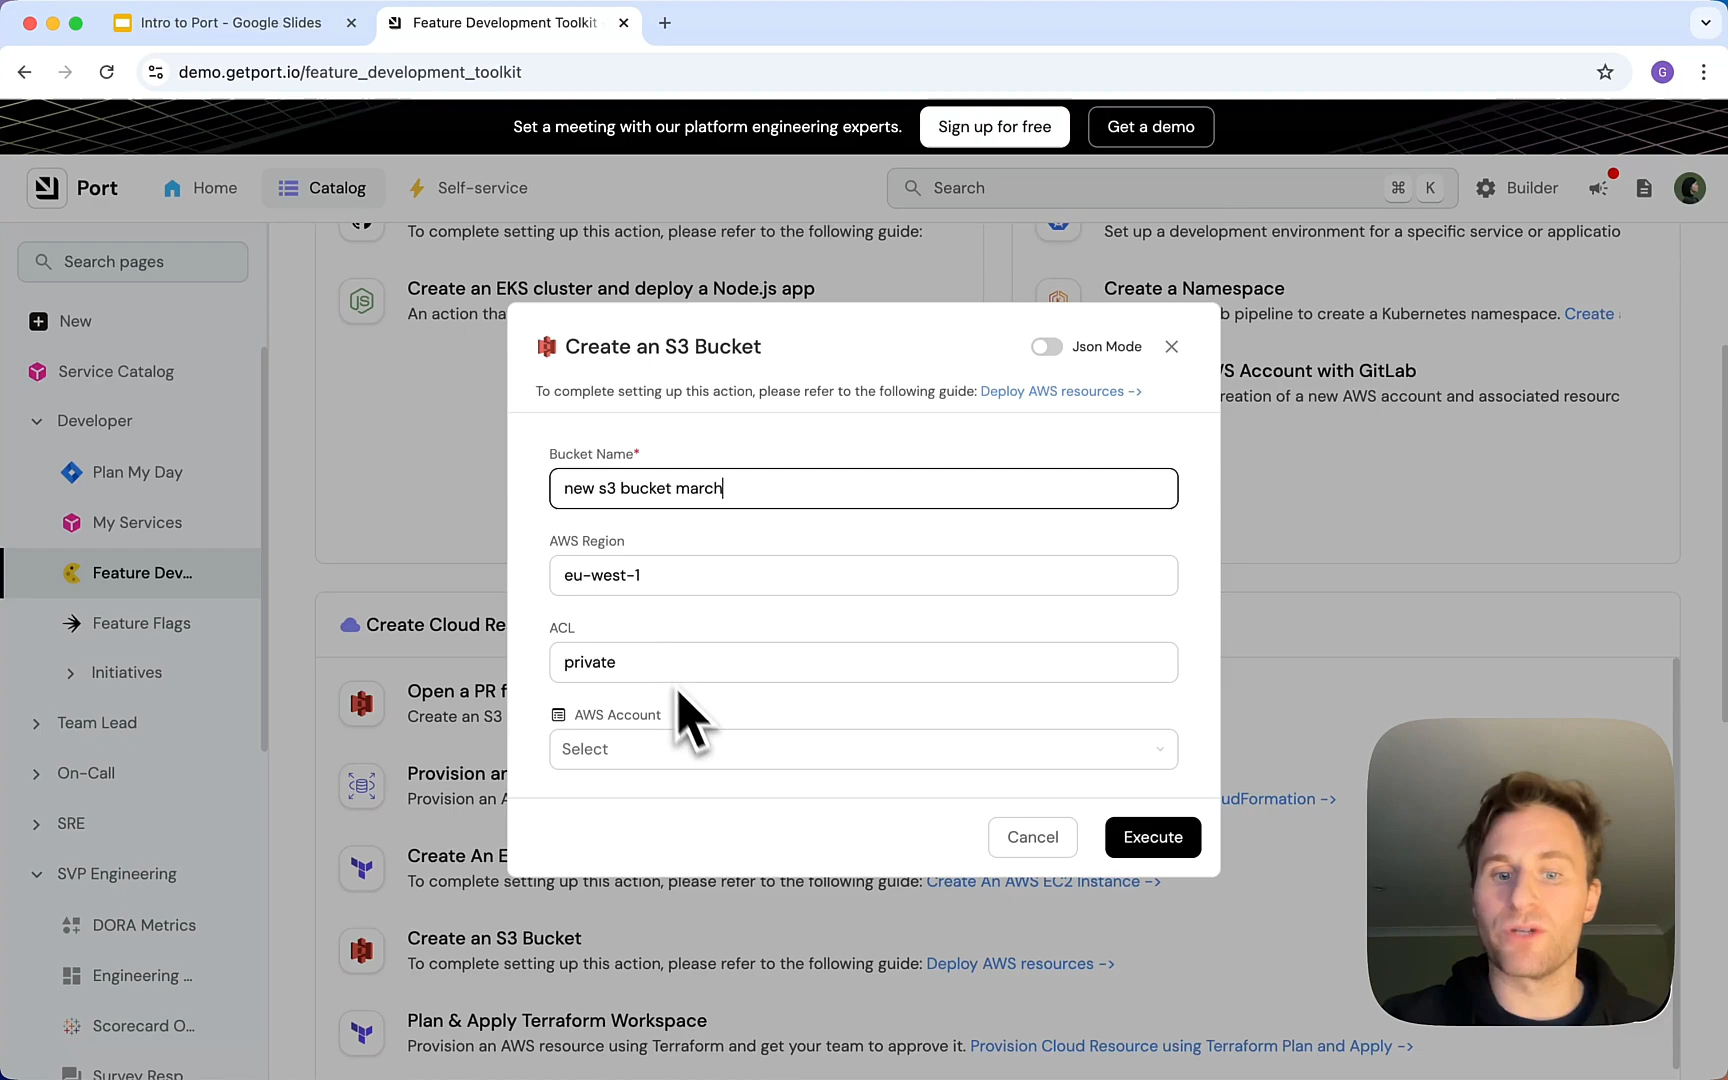 Intro to Port - Google Slides
Feature Development Toolkit
demo.getport.io/feature_development_toolkit
G
Set a meeting with our platform engineering experts.
Sign up for free
Get a demo
Port
Home
Catalog
Self-service
Search
⌘ K
Builder
Search pages
New
Service Catalog
Developer
Plan My Day
My Services
Feature Dev...
Feature Flags
Initiatives
Team Lead
On-Call
SRE
SVP Engineering
DORA Metrics
Engineering ...
Scorecard O...
Survey Resp
To complete setting up this action, please refer to the following guide:
Set up a development environment for a specific service or applicatio
JS
Create an EKS cluster and deploy a Node.js app
An action tha
Create a Namespace
b pipeline to create a Kubernetes namespace. Create
S Account with GitLab
reation of a new AWS account and associated resourc
Create an S3 Bucket
Json Mode
To complete setting up this action, please refer to the following guide: Deploy AWS resources ->
Bucket Name*
new s3 bucket march
AWS Region
eu-west-1
ACL
private
AWS Account
Select
Cancel
Execute
Create Cloud Re
Open a PR f
Create an S3
Provision an
Provision an A
udFormation ->
Create An E
To complete setting up this action, please refer to the following guide: Create An AWS EC2 Instance ->
Create an S3 Bucket
To complete setting up this action, please refer to the following guide: Deploy AWS resources ->
Plan & Apply Terraform Workspace
Provision an AWS resource using Terraform and get your team to approve it. Provision Cloud Resource using Terraform Plan and Apply ->